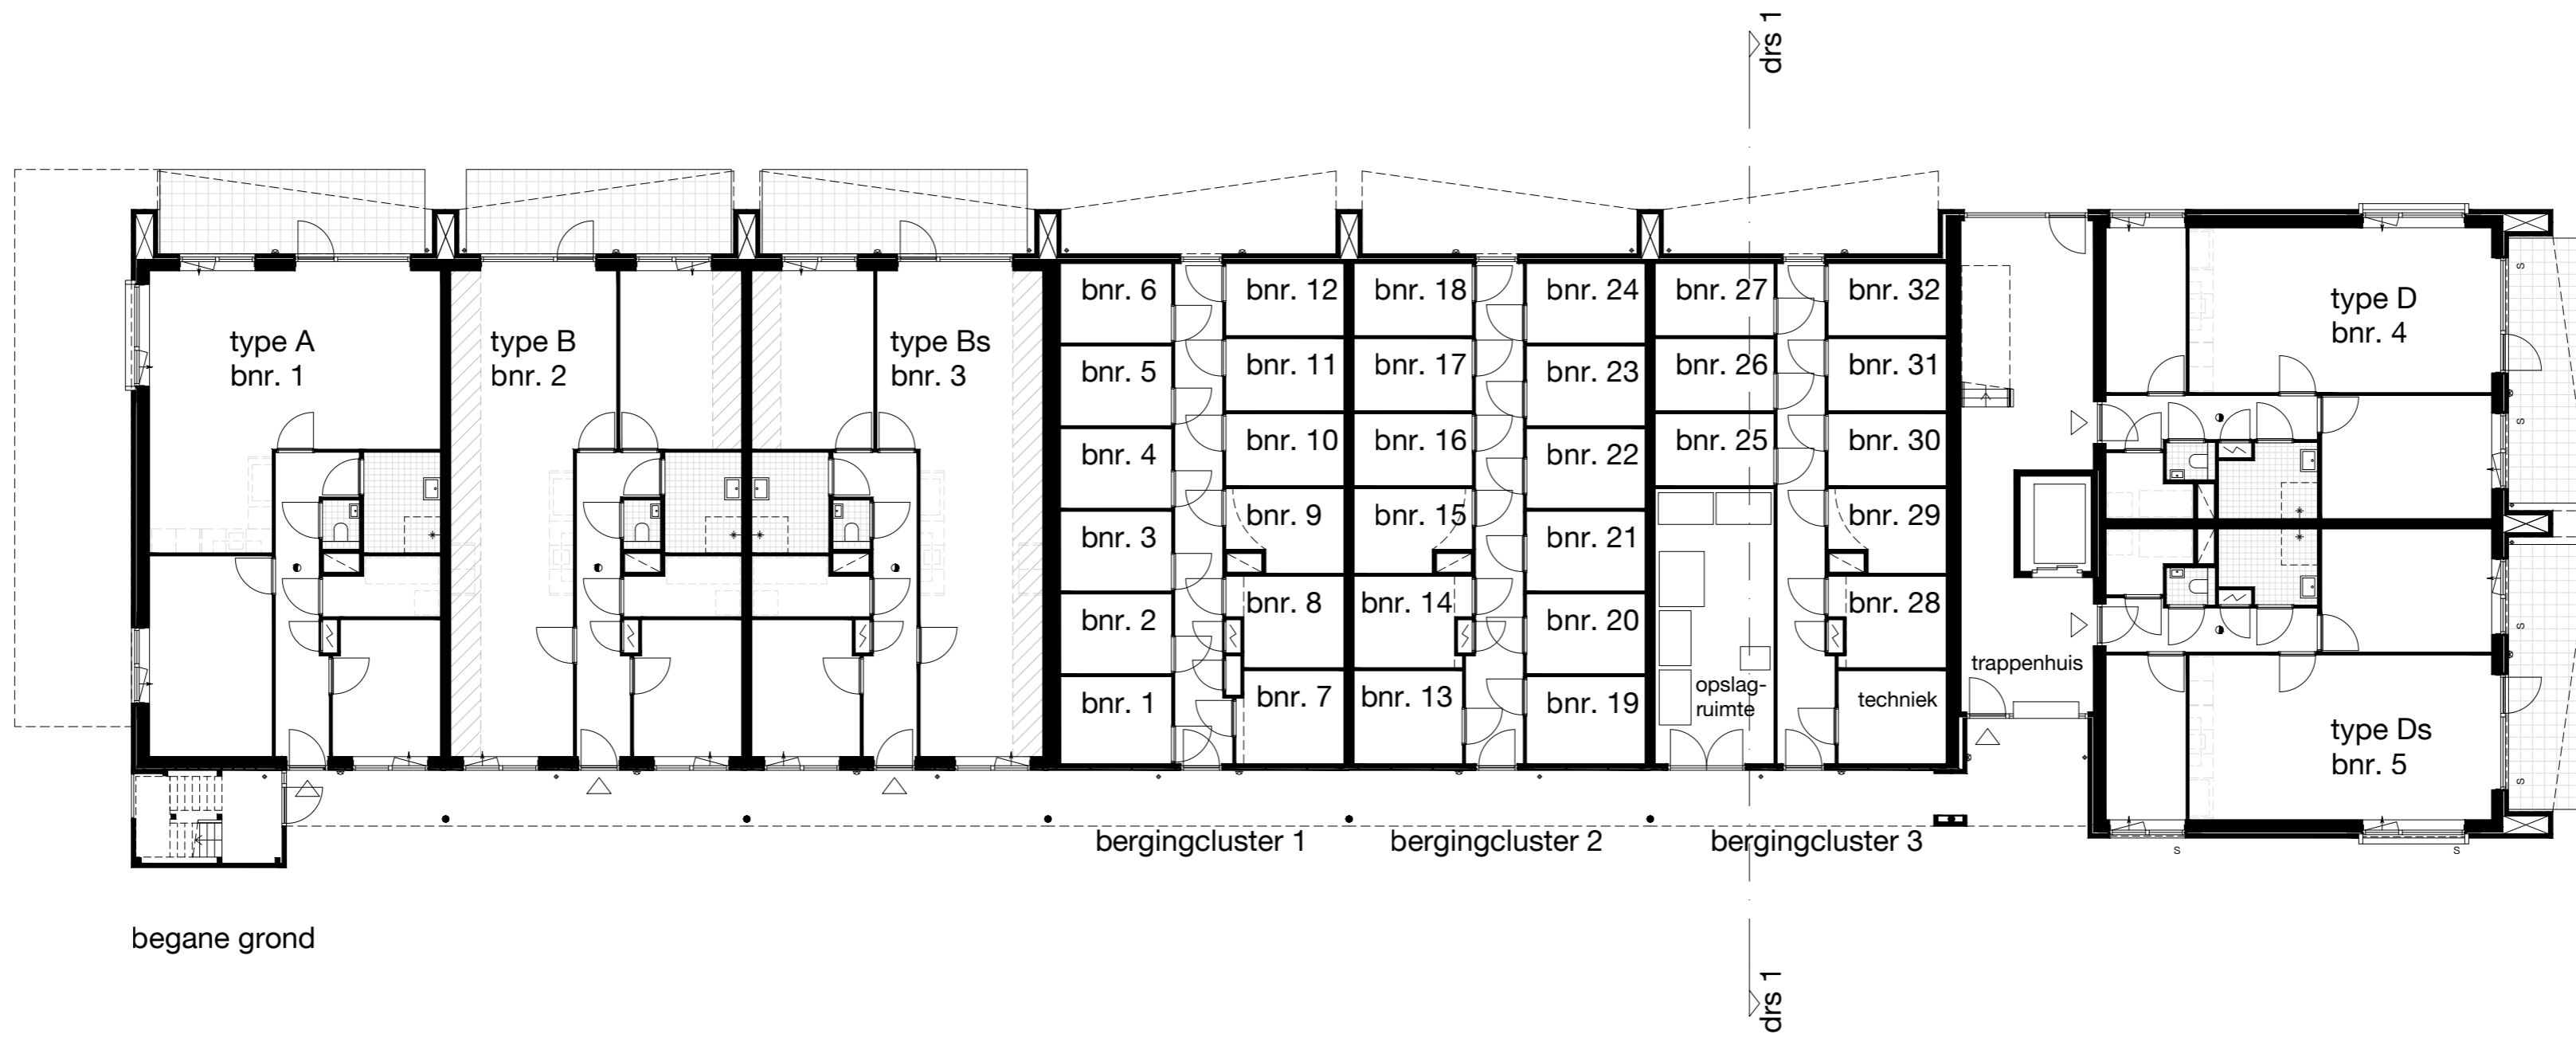 drs 1
type A
bnr. 1
type B
bnr. 2
type Bs
bnr. 3
bnr. 6
bnr. 12
bnr. 18
bnr. 24
bnr. 27
bnr. 32
type D
bnr. 4
bnr. 5
bnr. 11
bnr. 17
bnr. 23
bnr. 26
bnr. 31
bnr. 4
bnr. 10
bnr. 16
bnr. 22
bnr. 25
bnr. 30
bnr. 3
bnr. 9
bnr. 15
bnr. 21
bnr. 29
bnr. 2
bnr. 8
bnr. 14
bnr. 20
bnr. 28
bnr. 1
bnr. 7
bnr. 13
bnr. 19
opslag-
ruimte
techniek
trappenhuis
type Ds
bnr. 5
s
s
s
s
s
s
bergingcluster 1
bergingcluster 2
bergingcluster 3
begane grond
drs 1